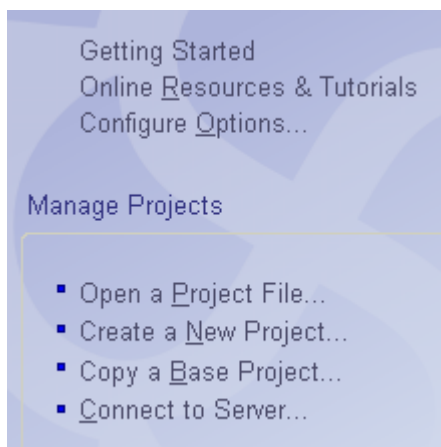 Getting Started
Online Resources & Tutorials
Configure Options...
Manage Projects
Open a Project File...
Create a New Project...
Copy a Base Project...
Connect to Server...